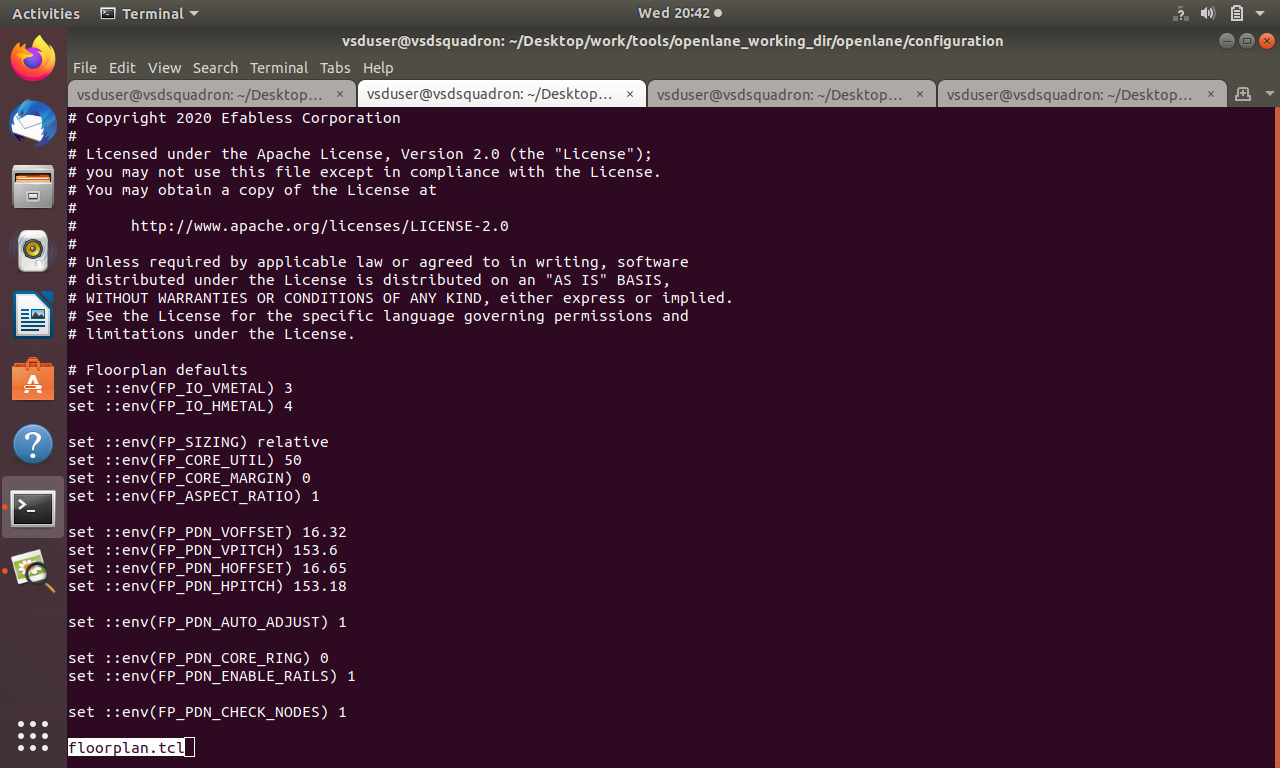 Activities Terminal Wed 20:42
vsduser@vsdsquadron: ~/Desktop/work/tools/openlane_working_dir/openlane/configuration
File Edit View Search Terminal Tabs Help
vsduser@vsdsquadron: ~/Desktop... × vsduser@vsdsquadron: ~/Desktop... × vsduser@vsdsquadron: ~/Desktop... × vsduser@vsdsquadron: ~/Desktop... ×
# Copyright 2020 Efabless Corporation
#
# Licensed under the Apache License, Version 2.0 (the "License");
# you may not use this file except in compliance with the License.
# You may obtain a copy of the License at
#
#      http://www.apache.org/licenses/LICENSE-2.0
#
# Unless required by applicable law or agreed to in writing, software
# distributed under the License is distributed on an "AS IS" BASIS,
# WITHOUT WARRANTIES OR CONDITIONS OF ANY KIND, either express or implied.
# See the License for the specific language governing permissions and
# limitations under the License.
# Floorplan defaults
set ::env(FP_IO_VMETAL) 3
set ::env(FP_IO_HMETAL) 4
set ::env(FP_SIZING) relative
set ::env(FP_CORE_UTIL) 50
set ::env(FP_CORE_MARGIN) 0
set ::env(FP_ASPECT_RATIO) 1
set ::env(FP_PDN_VOFFSET) 16.32
set ::env(FP_PDN_VPITCH) 153.6
set ::env(FP_PDN_HOFFSET) 16.65
set ::env(FP_PDN_HPITCH) 153.18
set ::env(FP_PDN_AUTO_ADJUST) 1
set ::env(FP_PDN_CORE_RING) 0
set ::env(FP_PDN_ENABLE_RAILS) 1
set ::env(FP_PDN_CHECK_NODES) 1
floorplan.tcl